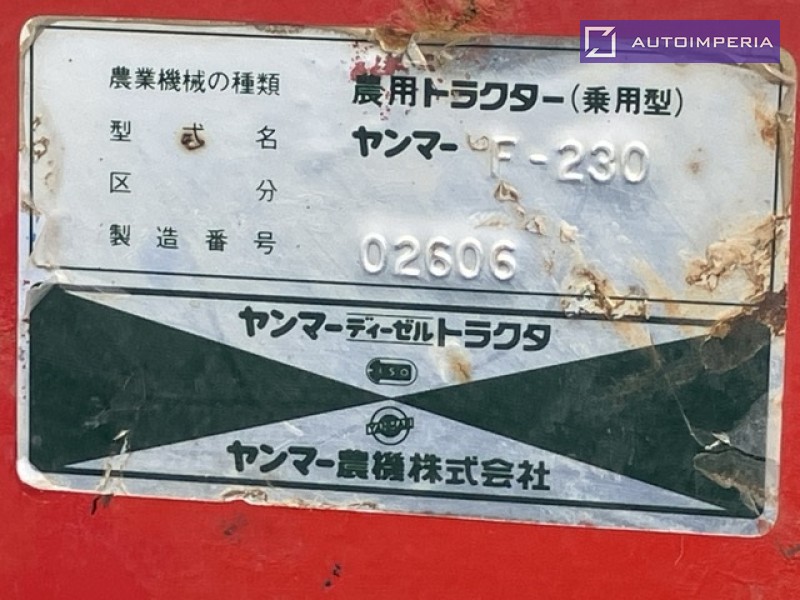 AUTOIMPERIA
農業機械の種類 農用トラクター(乗用型)
型式名 ヤンマー F-230
区分
製造番号 02606
ヤンマーディーゼルトラクタ
ISO
YANMAR
ヤンマー農機株式会社